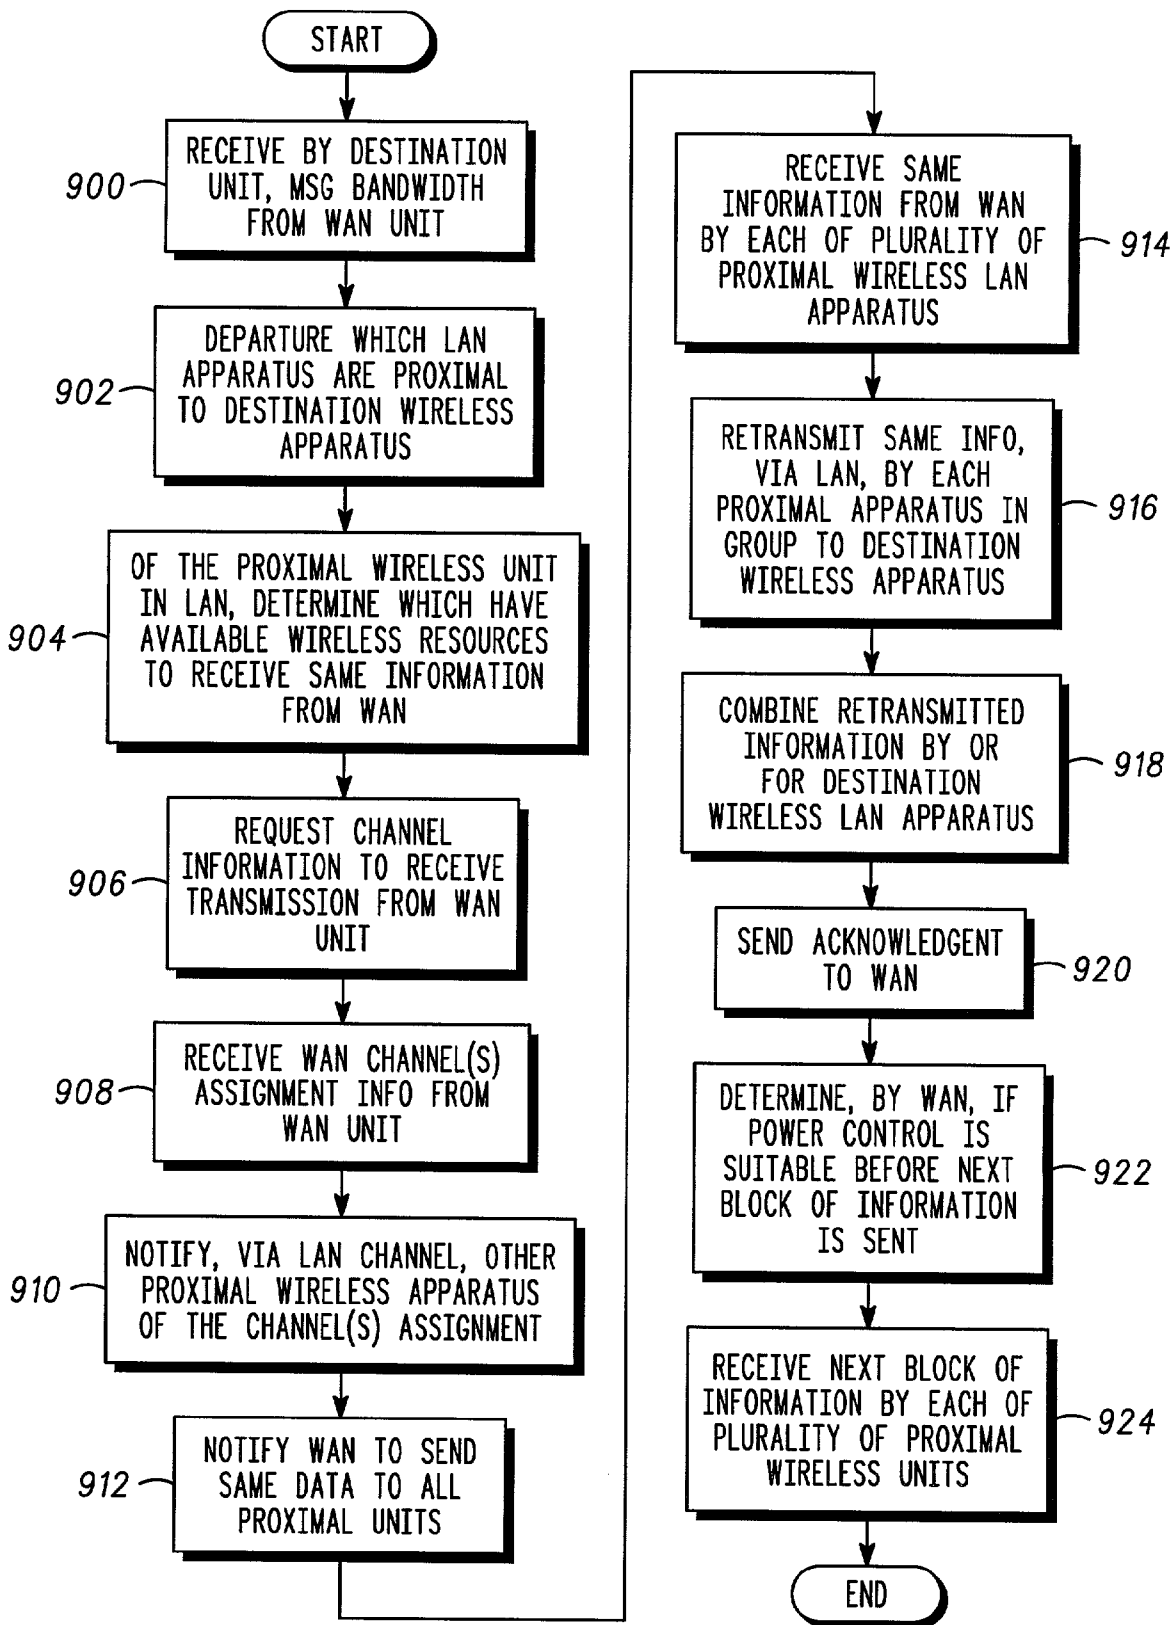 START
RECEIVE BY DESTINATION
UNIT, MSG BANDWIDTH
FROM WAN UNIT
900
DEPARTURE WHICH LAN
APPARATUS ARE PROXIMAL
TO DESTINATION WIRELESS
APPARATUS
902
OF THE PROXIMAL WIRELESS UNIT
IN LAN, DETERMINE WHICH HAVE
AVAILABLE WIRELESS RESOURCES
TO RECEIVE SAME INFORMATION
FROM WAN
904
REQUEST CHANNEL
INFORMATION TO RECEIVE
TRANSMISSION FROM WAN
UNIT
906
RECEIVE WAN CHANNEL(S)
ASSIGNMENT INFO FROM
WAN UNIT
908
NOTIFY, VIA LAN CHANNEL, OTHER
PROXIMAL WIRELESS APPARATUS
OF THE CHANNEL(S) ASSIGNMENT
910
NOTIFY WAN TO SEND
SAME DATA TO ALL
PROXIMAL UNITS
912
RECEIVE SAME
INFORMATION FROM WAN
BY EACH OF PLURALITY OF
PROXIMAL WIRELESS LAN
APPARATUS
914
RETRANSMIT SAME INFO,
VIA LAN, BY EACH
PROXIMAL APPARATUS IN
GROUP TO DESTINATION
WIRELESS APPARATUS
916
COMBINE RETRANSMITTED
INFORMATION BY OR
FOR DESTINATION
WIRELESS LAN APPARATUS
918
SEND ACKNOWLEDGENT
TO WAN
920
DETERMINE, BY WAN, IF
POWER CONTROL IS
SUITABLE BEFORE NEXT
BLOCK OF INFORMATION
IS SENT
922
RECEIVE NEXT BLOCK OF
INFORMATION BY EACH OF
PLURALITY OF PROXIMAL
WIRELESS UNITS
924
END